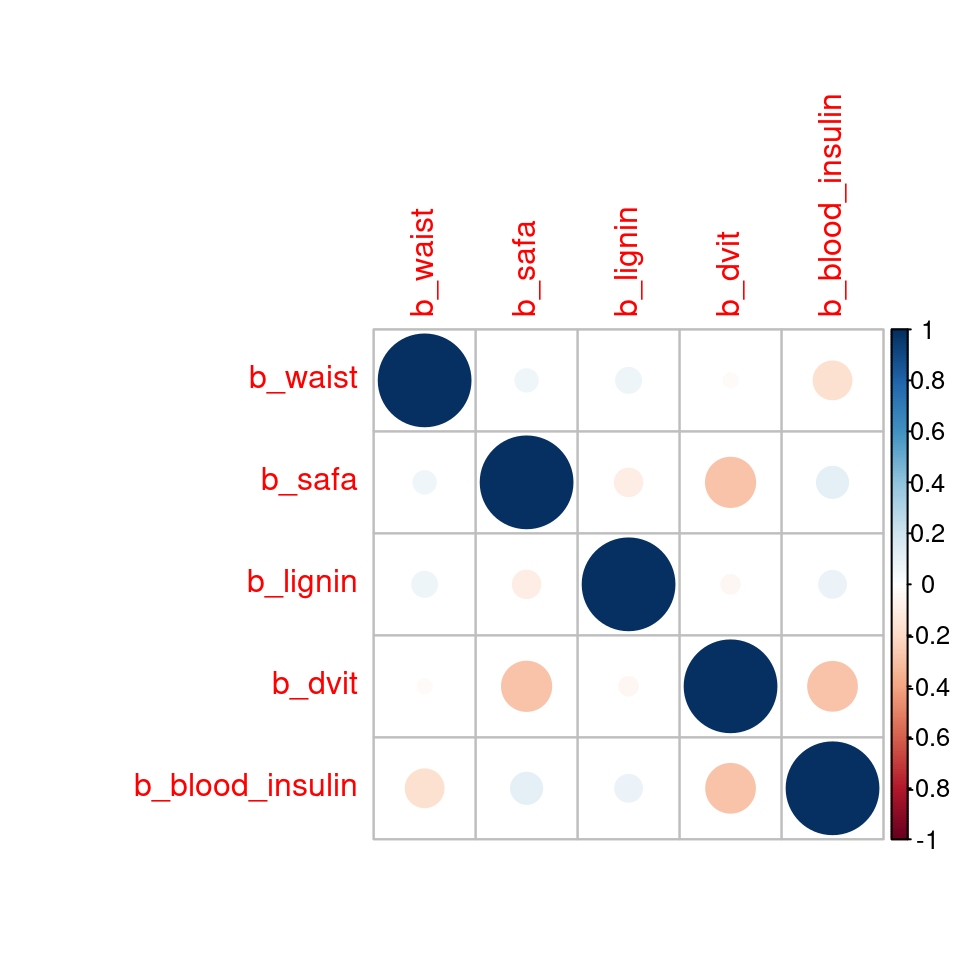 b_waist
b_safa
b_lignin
b_dvit
b_blood_insulin
b_waist
b_safa
b_lignin
b_dvit
b_blood_insulin
1
0.8
0.6
0.4
0.2
0
-0.2
-0.4
-0.6
-0.8
-1